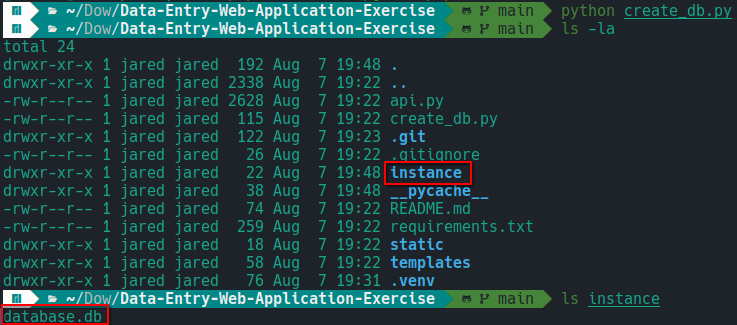 ~/Dow/Data-Entry-Web-Application-Exercise main python create_db.py
~/Dow/Data-Entry-Web-Application-Exercise main ls -la
total 24
drwxr-xr-x 1 jared jared 192 Aug 7 19:48 .
drwxr-xr-x 2 jared jared 2338 Aug 7 19:22 ..
-rw-r--r-- 1 jared jared 2628 Aug 7 19:22 api.py
-rw-r--r-- 1 jared jared 115 Aug 7 19:22 create_db.py
drwxr-xr-x 1 jared jared 122 Aug 7 19:23 .git
-rw-r--r-- 1 jared jared 26 Aug 7 19:22 .gitignore
drwxr-xr-x 1 jared jared 22 Aug 7 19:48 instance
drwxr-xr-x 1 jared jared 38 Aug 7 19:48 __pycache__
-rw-r--r-- 1 jared jared 74 Aug 7 19:22 README.md
-rw-r--r-- 1 jared jared 259 Aug 7 19:22 requirements.txt
drwxr-xr-x 1 jared jared 18 Aug 7 19:22 static
drwxr-xr-x 1 jared jared 58 Aug 7 19:22 templates
drwxr-xr-x 1 jared jared 76 Aug 7 19:31 .venv
~/Dow/Data-Entry-Web-Application-Exercise main ls instance
database.db